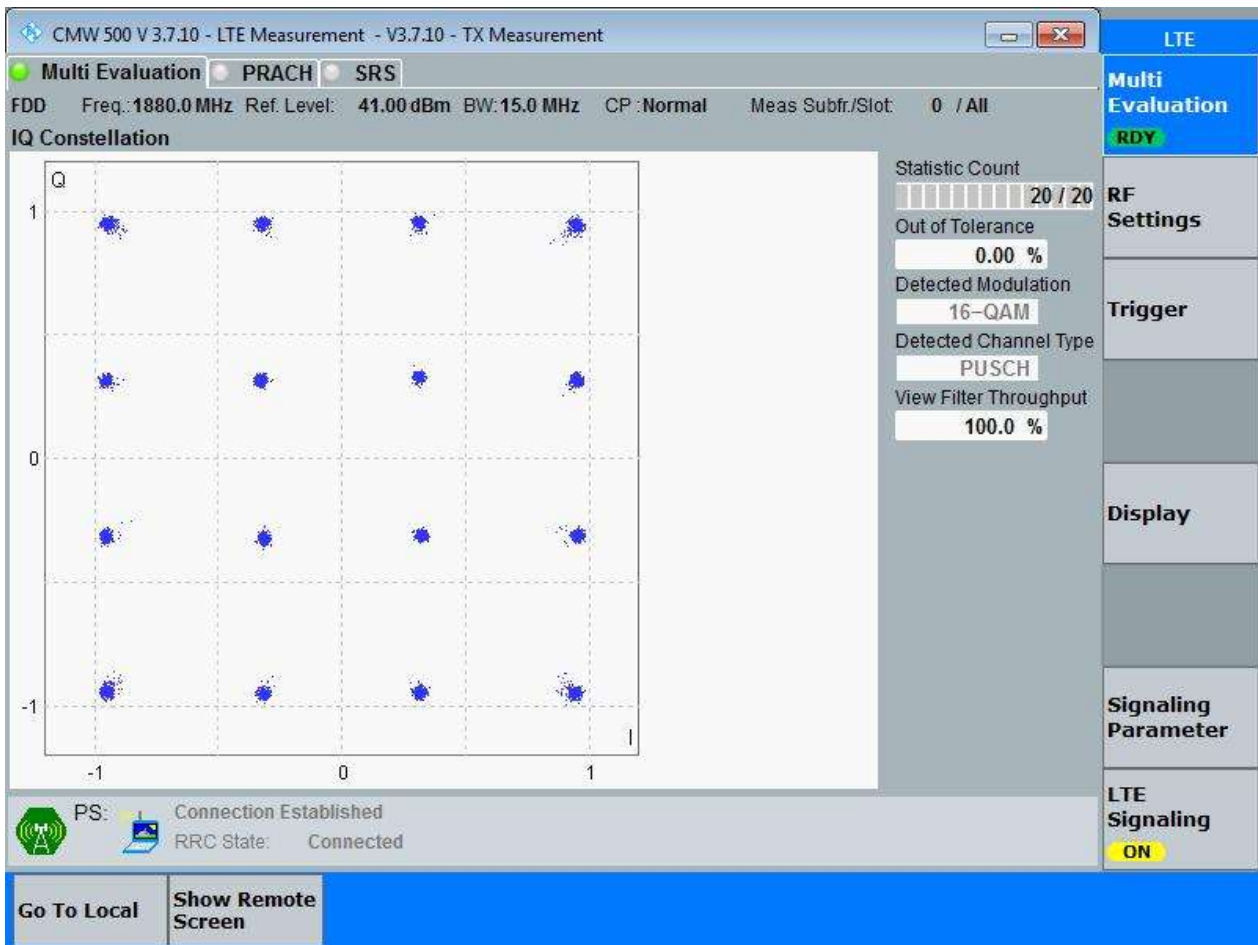 CMW 500 V 3.7.10 - LTE Measurement - V3.7.10 - TX Measurement
LTE
Multi Evaluation PRACH SRS
Multi
Evaluation
RDY
FDD Freq.:1880.0 MHz Ref. Level: 41.00 dBm BW:15.0 MHz CP :Normal Meas Subfr./Slot: 0 / All
IQ Constellation
Q
1
0
-1
-1 0 1
I
Statistic Count
20 / 20
Out of Tolerance
0.00 %
Detected Modulation
16-QAM
Detected Channel Type
PUSCH
View Filter Throughput
100.0 %
RF
Settings
Trigger
Display
Signaling
Parameter
LTE
Signaling
ON
PS: Connection Established
RRC State: Connected
Go To Local
Show Remote
Screen